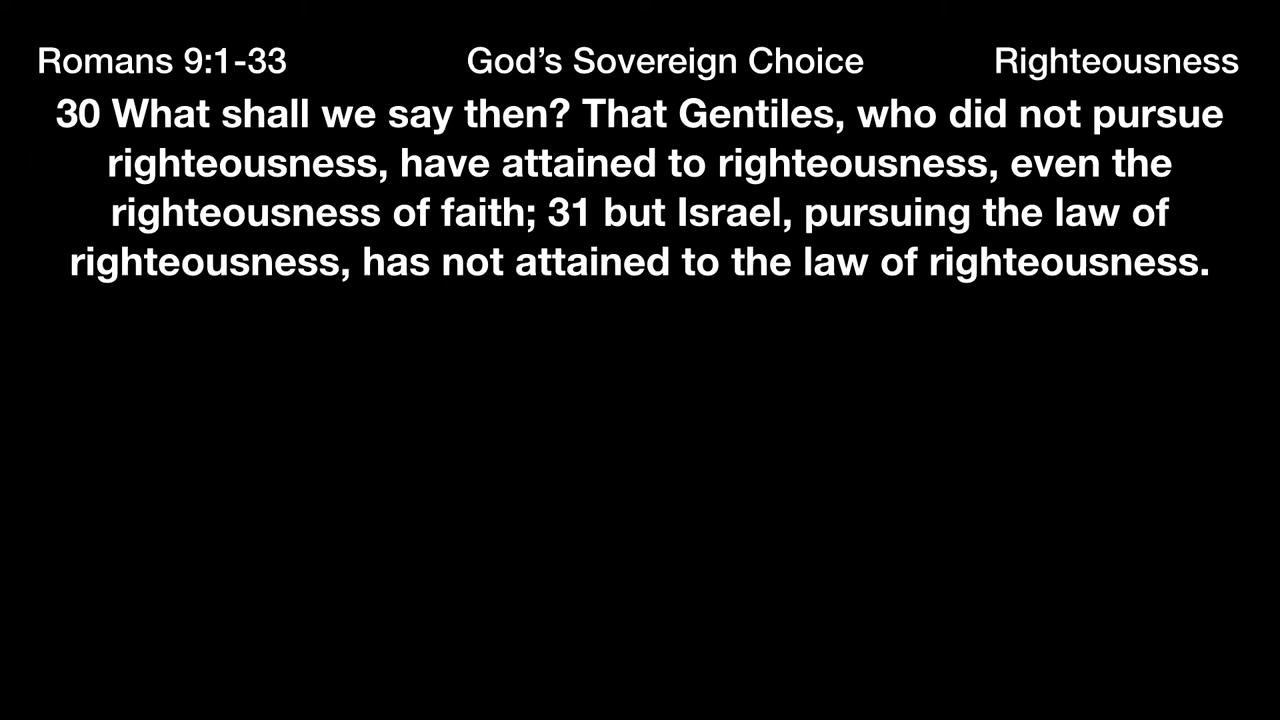 Romans 9:1-33 God’s Sovereign Choice Righteousness
30 What shall we say then? That Gentiles, who did not pursue
righteousness, have attained to righteousness, even the
righteousness of faith; 31 but Israel, pursuing the law of
righteousness, has not attained to the law of righteousness.